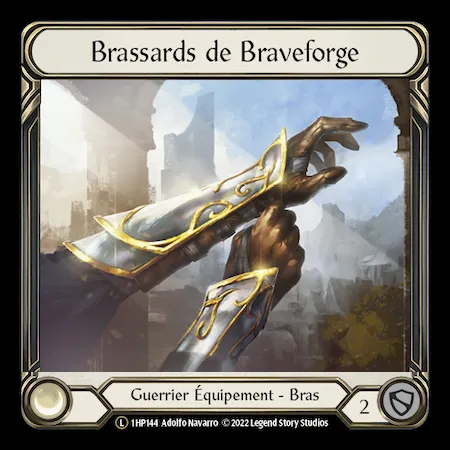 Brassards de Braveforge
Guerrier Équipement - Bras
2
L 1HP144 Adolfo Navarro © 2022 Legend Story Studios